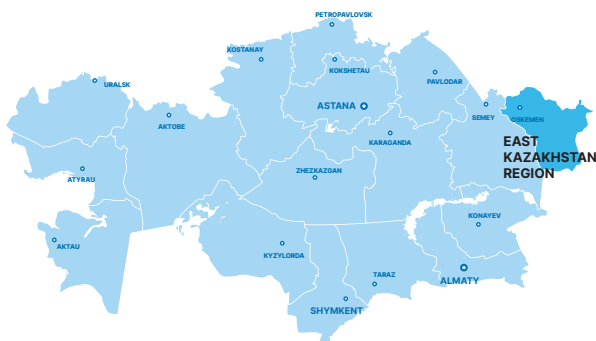 PETROPAVLOVSK
KOSTANAY
KOKSHETAU
URALSK
PAVLODAR
ASTANA
SEMEY
OSKEMEN
AKTOBE
KARAGANDA
EAST
KAZAKHSTAN
REGION
ZHEZKAZGAN
ATYRAU
KONAYEV
AKTAU
KYZYLORDA
TARAZ
ALMATY
SHYMKENT